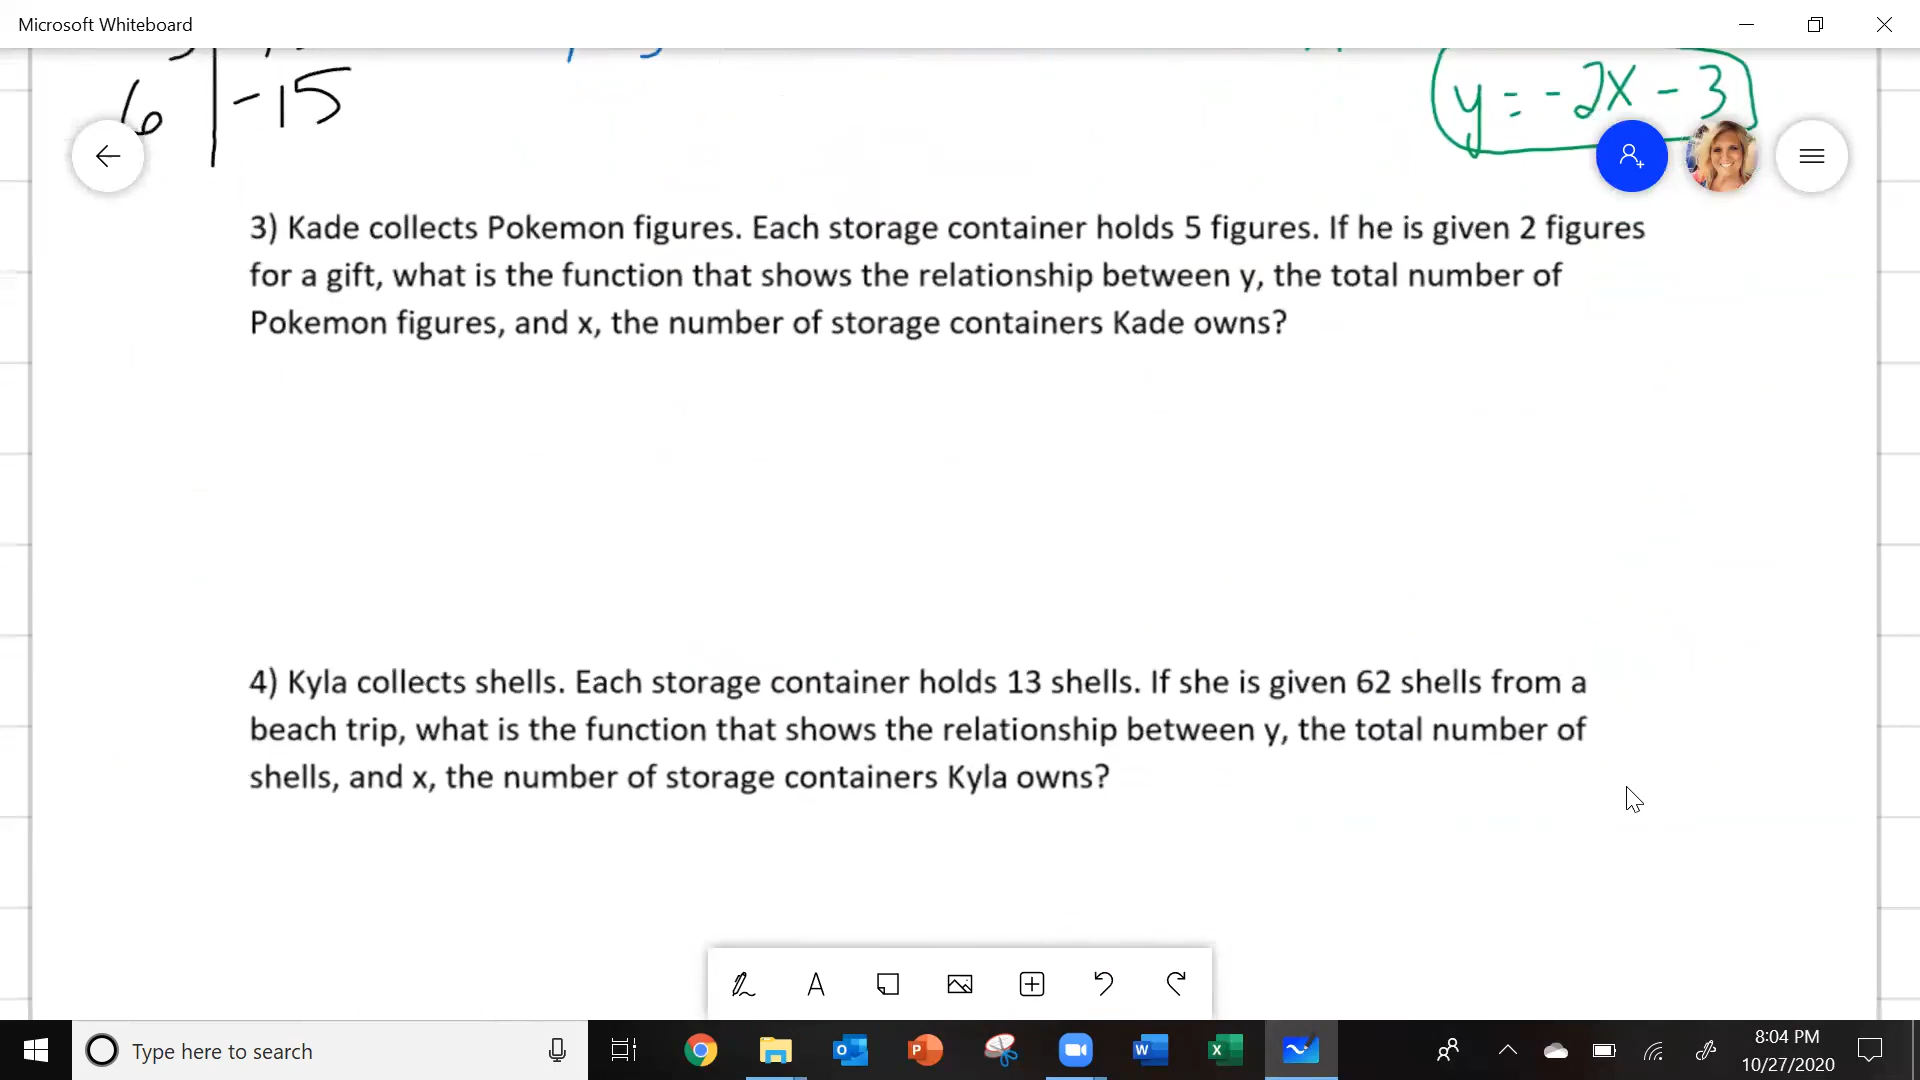 Microsoft Whiteboard
6 -15
y = -2x - 3
3) Kade collects Pokemon figures. Each storage container holds 5 figures. If he is given 2 figures
for a gift, what is the function that shows the relationship between y, the total number of
Pokemon figures, and x, the number of storage containers Kade owns?
4) Kyla collects shells. Each storage container holds 13 shells. If she is given 62 shells from a
beach trip, what is the function that shows the relationship between y, the total number of
shells, and x, the number of storage containers Kyla owns?
Type here to search
8:04 PM
10/27/2020